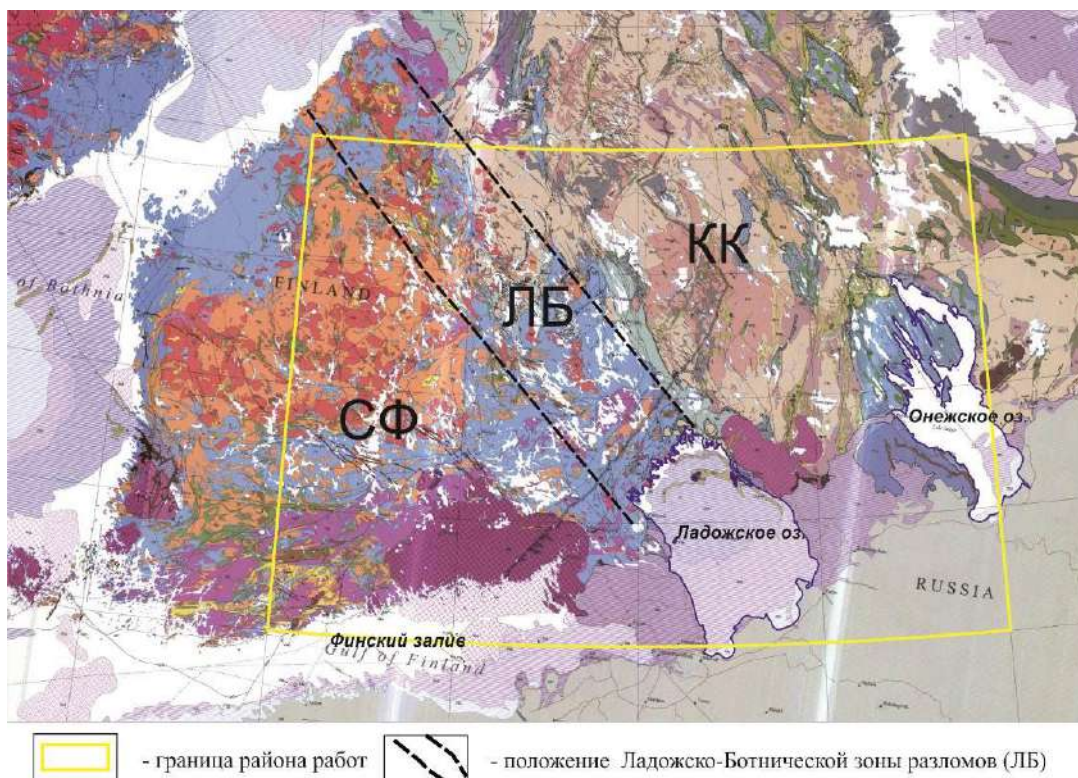 КК
of Bothnia
FINLAND
ЛБ
СФ
Онежское оз.
Ладожское оз.
RUSSIA
Финский залив
Gulf of Finland
- граница района работ
- положение Ладожско-Ботнической зоны разломов (ЛБ)